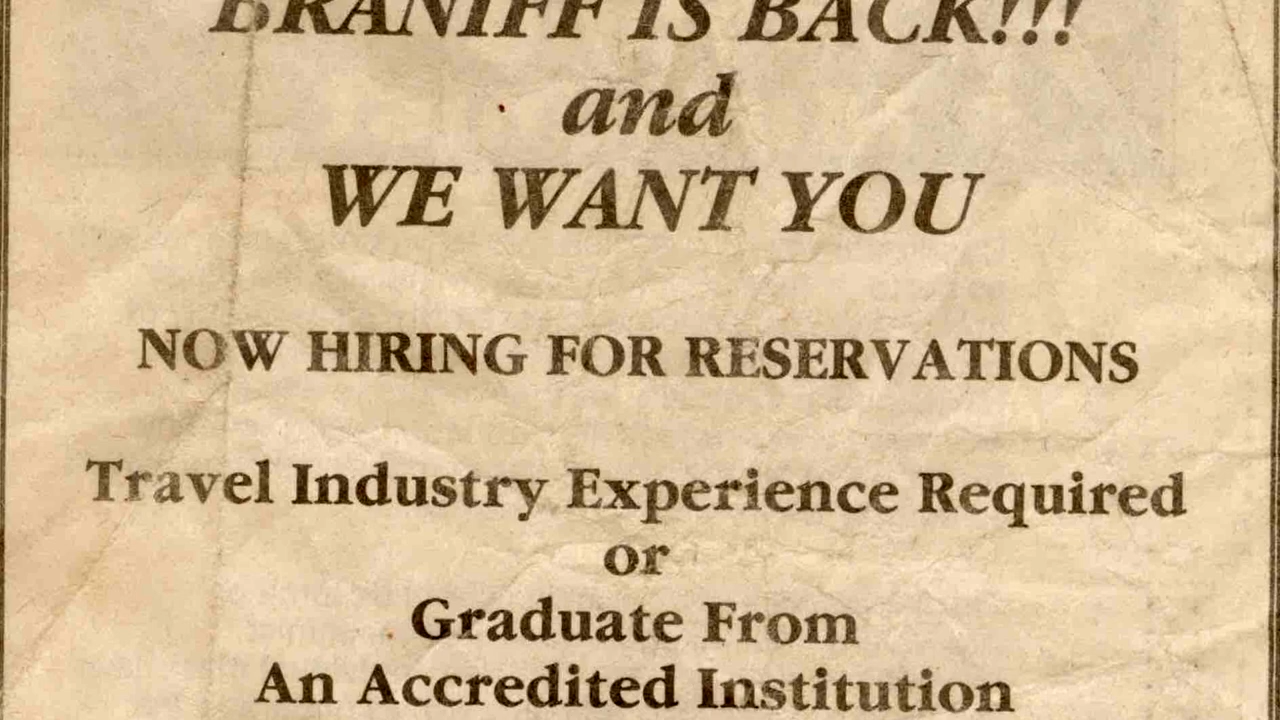 BRANIFF IS BACK!!!
and
WE WANT YOU
NOW HIRING FOR RESERVATIONS
Travel Industry Experience Required
or
Graduate From
An Accredited Institution